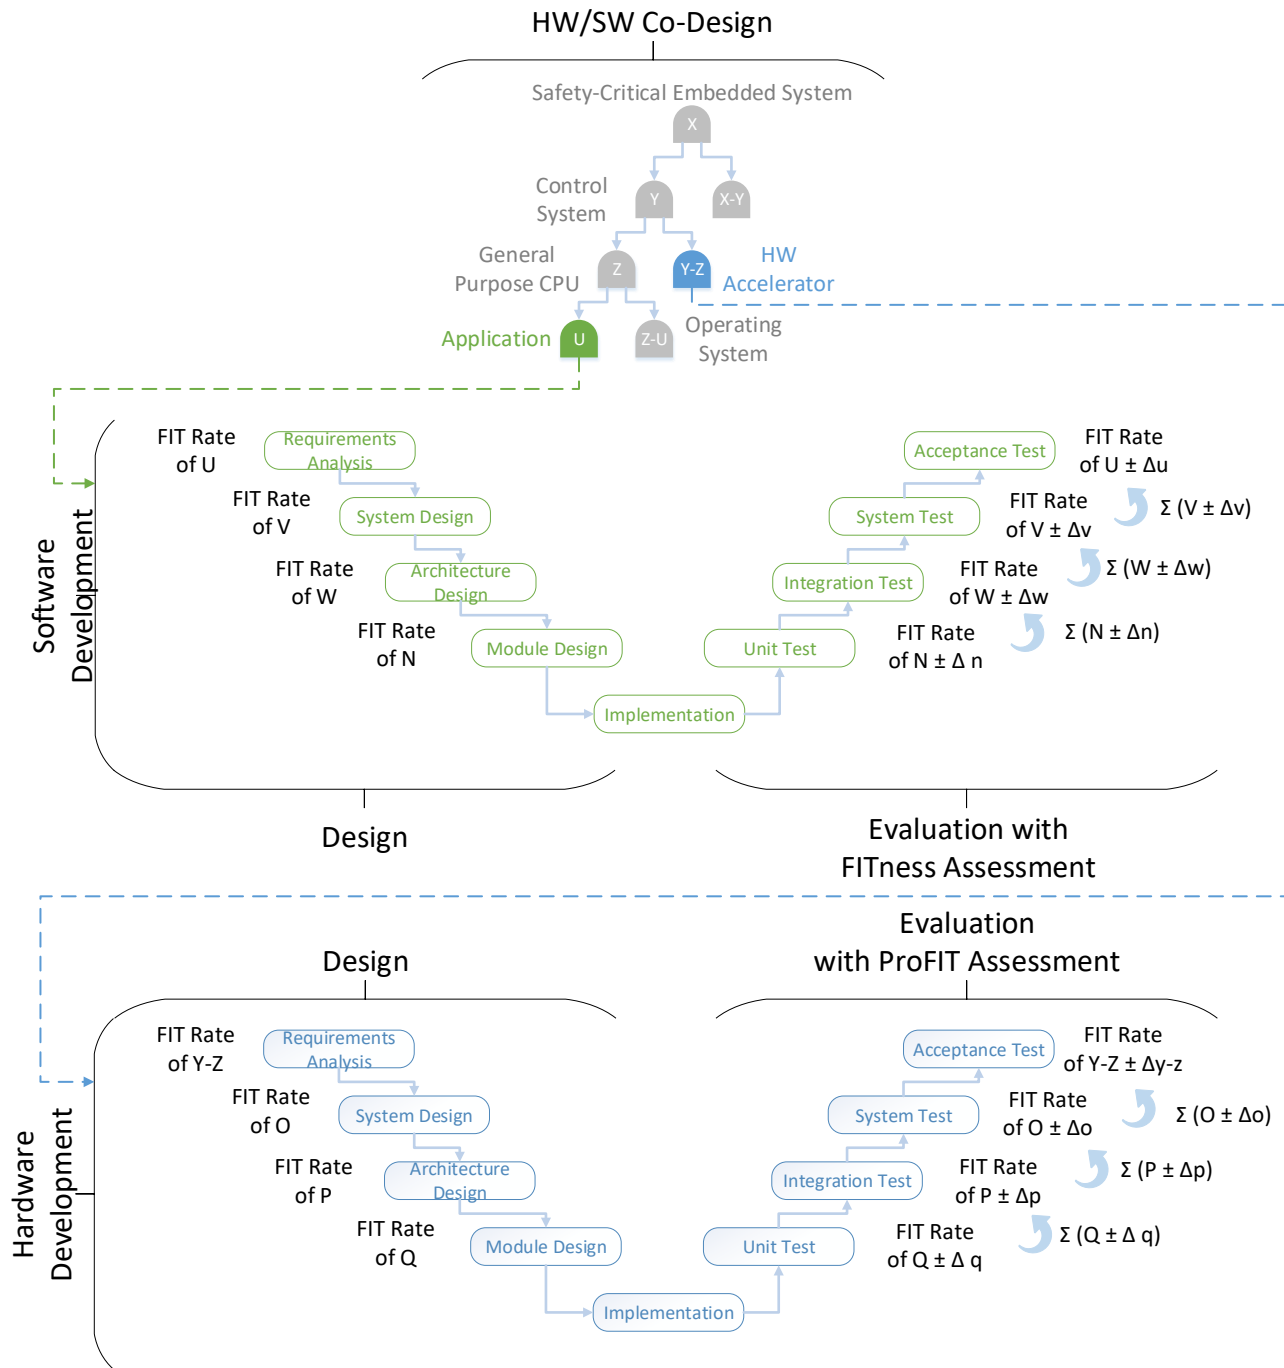 HW/SW Co-Design
Safety-Critical Embedded System
X
Control
System
Y
X-Y
General
Purpose CPU
Z
Y-Z
HW
Accelerator
Application
U
Z-U
Operating
System
Software
Development
FIT Rate
of U
Requirements
Analysis
FIT Rate
of V
System Design
FIT Rate
of W
Architecture
Design
FIT Rate
of N
Module Design
Implementation
Unit Test
FIT Rate
of N ± Δ n
Σ (N ± Δn)
Integration Test
FIT Rate
of W ± Δw
Σ (W ± Δw)
System Test
FIT Rate
of V ± Δv
Σ (V ± Δv)
Acceptance Test
FIT Rate
of U ± Δu
Design
Evaluation with
FITness Assessment
Hardware
Development
Design
Evaluation
with ProFIT Assessment
FIT Rate
of Y-Z
Requirements
Analysis
FIT Rate
of O
System Design
FIT Rate
of P
Architecture
Design
FIT Rate
of Q
Module Design
Implementation
Unit Test
FIT Rate
of Q ± Δ q
Σ (Q ± Δ q)
Integration Test
FIT Rate
of P ± Δp
Σ (P ± Δp)
System Test
FIT Rate
of O ± Δo
Σ (O ± Δo)
Acceptance Test
FIT Rate
of Y-Z ± Δy-z